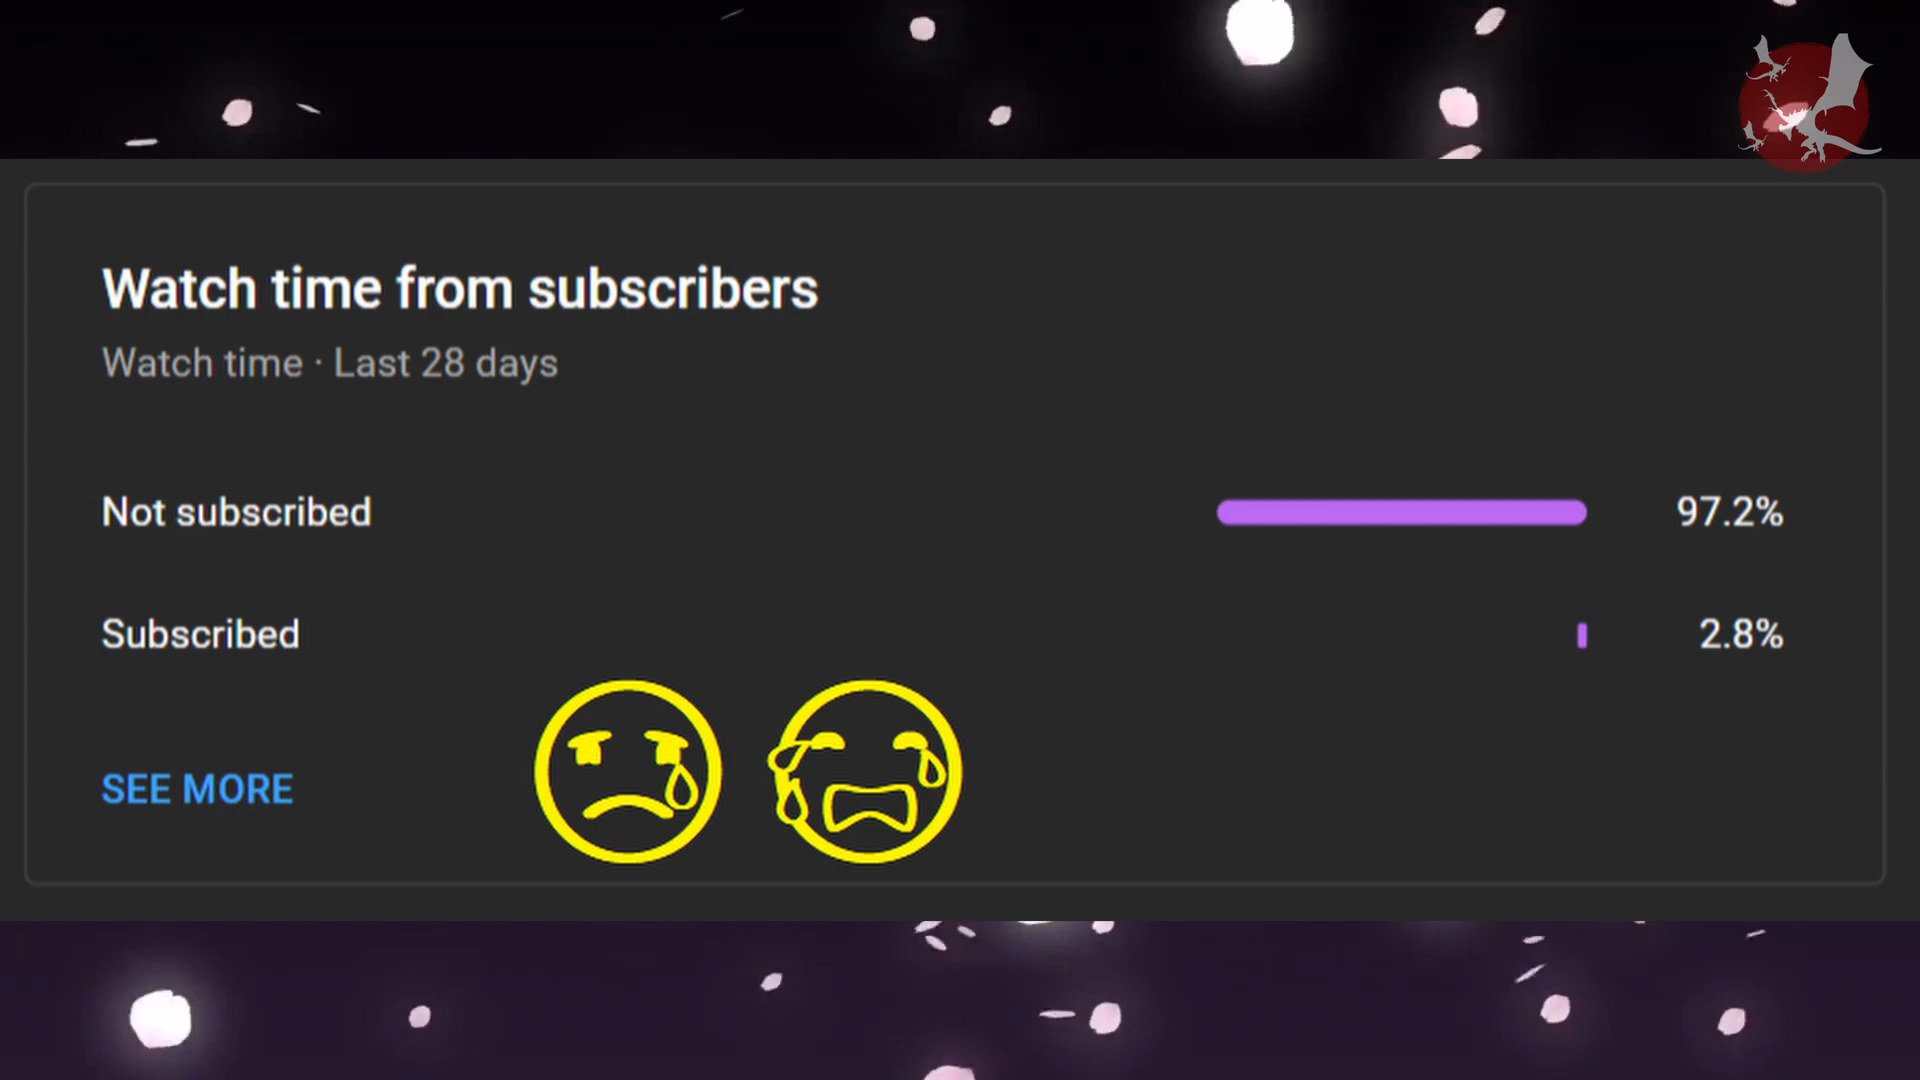 Watch time from subscribers
Watch time · Last 28 days
Not subscribed 97.2%
Subscribed 2.8%
SEE MORE